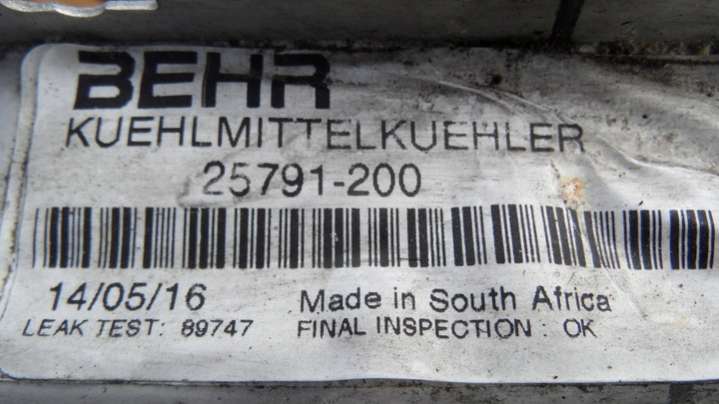 BEHR
KUEHLMITTELKUEHLER
25791-200
14/05/16 Made in South Africa
LEAK TEST: 89747 FINAL INSPECTION : OK